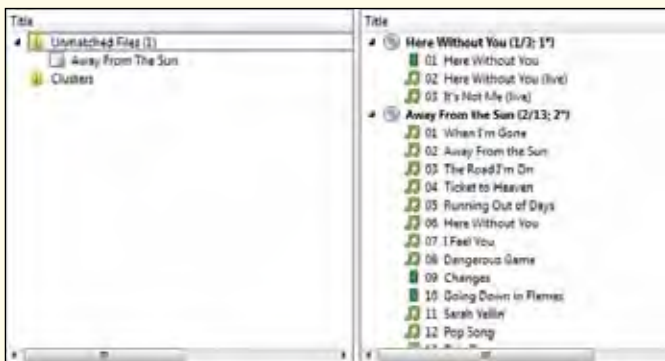 Title
Unmatched Files (1)
Away From The Sun
Clusters
Title
Here Without You (1/3; 1*)
01 Here Without You
02 Here Without You (live)
03 It's Not Me (live)
Away From the Sun (2/13; 2*)
01 When I'm Gone
02 Away From the Sun
03 The Road I'm On
04 Ticket to Heaven
05 Running Out of Days
06 Here Without You
07 I Feel You
08 Dangerous Game
09 Changes
10 Going Down in Flames
11 Sarah Yellin'
12 Pop Song